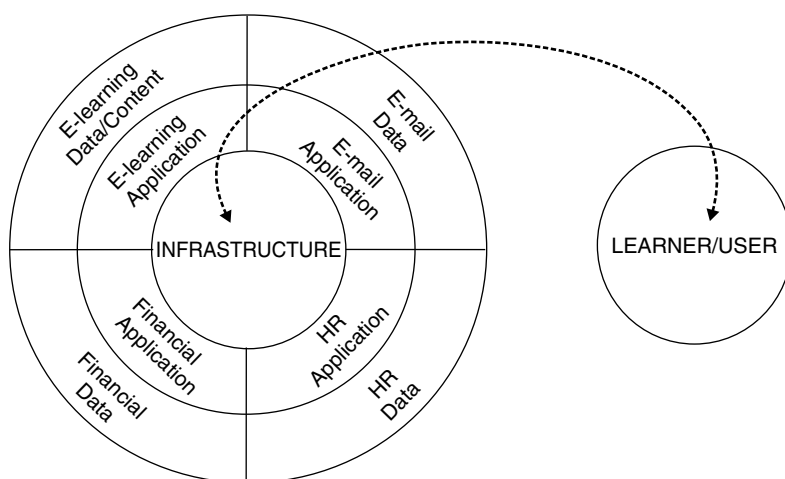 E-learning
Data/Content
E-learning
Application
E-mail
Data
E-mail
Application
INFRASTRUCTURE
LEARNER/USER
Financial
Application
Financial
Data
HR
Application
HR
Data